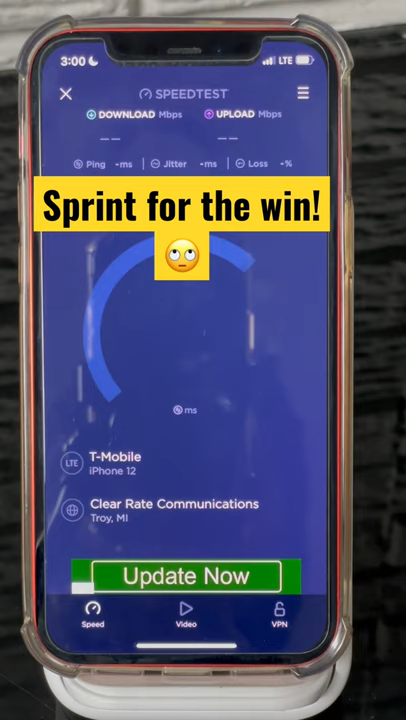 3:00 LTE
SPEEDTEST
DOWNLOAD Mbps UPLOAD Mbps
-- --
Ping -ms | Jitter -ms | Loss -%
Sprint for the win!
🙄
ms
LTE T-Mobile
iPhone 12
Clear Rate Communications
Troy, MI
Update Now
Speed Video VPN